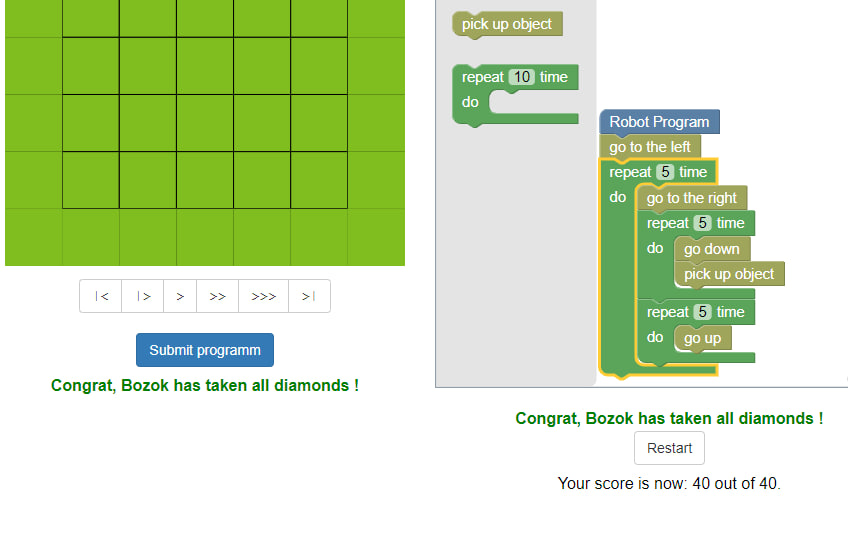 pick up object
repeat 10 time
do
Robot Program
go to the left
repeat 5 time
do
go to the right
repeat 5 time
do
go down
pick up object
repeat 5 time
do
go up
|< |> > >> >>> >|
Submit programm
Congrat, Bozok has taken all diamonds !
Congrat, Bozok has taken all diamonds !
Restart
Your score is now: 40 out of 40.